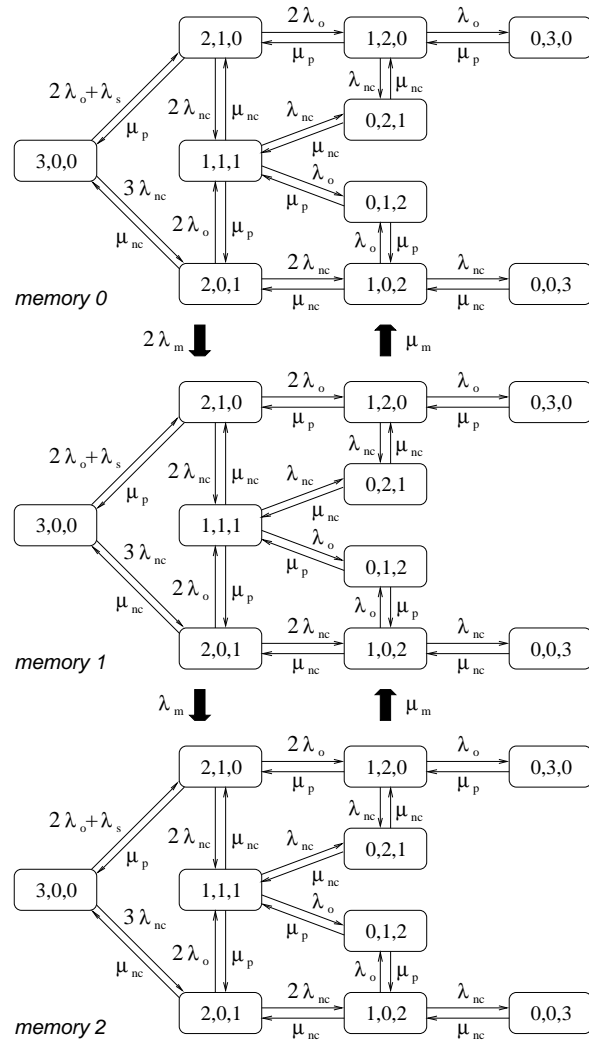 2 λo λo
2,1,0 1,2,0 0,3,0
μp μp
2 λo+λs λnc μnc
2 λnc μnc λnc 0,2,1
μp μnc
3,0,0 1,1,1 λo
3 λnc μp 0,1,2
μnc 2 λo μp λo μp
2 λnc λnc
2,0,1 1,0,2 0,0,3
memory 0 μnc μnc
2 λm μm
2 λo λo
2,1,0 1,2,0 0,3,0
μp μp
2 λo+λs λnc μnc
2 λnc μnc λnc 0,2,1
μp μnc
3,0,0 1,1,1 λo
3 λnc μp 0,1,2
μnc 2 λo μp λo μp
2 λnc λnc
2,0,1 1,0,2 0,0,3
memory 1 μnc μnc
λm μm
2 λo λo
2,1,0 1,2,0 0,3,0
μp μp
2 λo+λs λnc μnc
2 λnc μnc λnc 0,2,1
μp μnc
3,0,0 1,1,1 λo
3 λnc μp 0,1,2
μnc 2 λo μp λo μp
2 λnc λnc
2,0,1 1,0,2 0,0,3
memory 2 μnc μnc